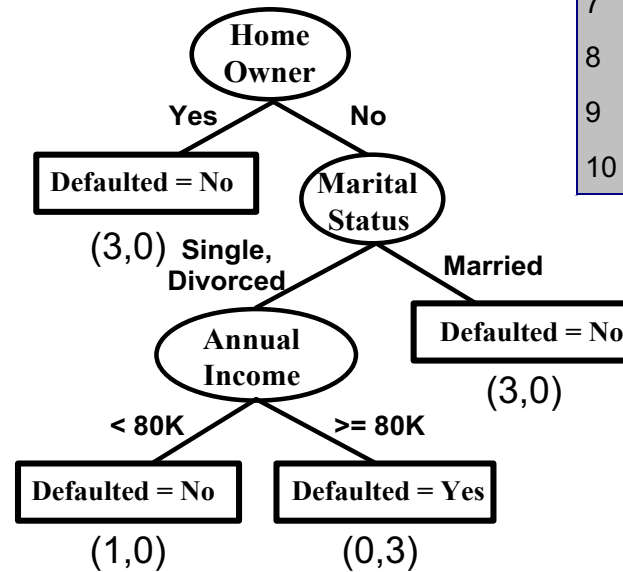 7
8
9
10
Home
Owner
Yes
No
Defaulted = No
(3,0)
Marital
Status
Single,
Divorced
Married
Annual
Income
Defaulted = No
(3,0)
< 80K
>= 80K
Defaulted = No
(1,0)
Defaulted = Yes
(0,3)